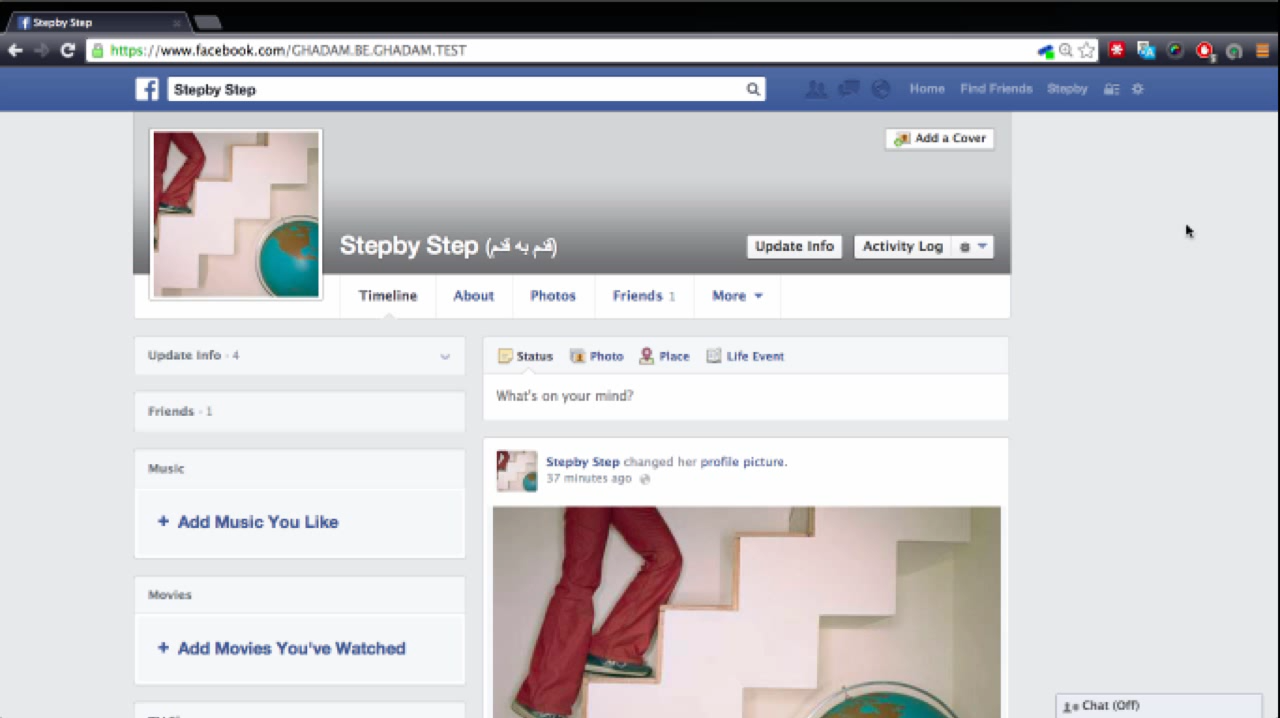 Stepby Step
https://www.facebook.com/GHADAM.BE.GHADAM.TEST
Stepby Step
Home Find Friends Stepby
Add a Cover
Stepby Step (قدم به قدم)
Update Info Activity Log
Timeline About Photos Friends 1 More
Update Info · 4
Status Photo Place Life Event
What's on your mind?
Friends · 1
Stepby Step changed her profile picture.
37 minutes ago
Music
+ Add Music You Like
Movies
+ Add Movies You've Watched
Chat (Off)